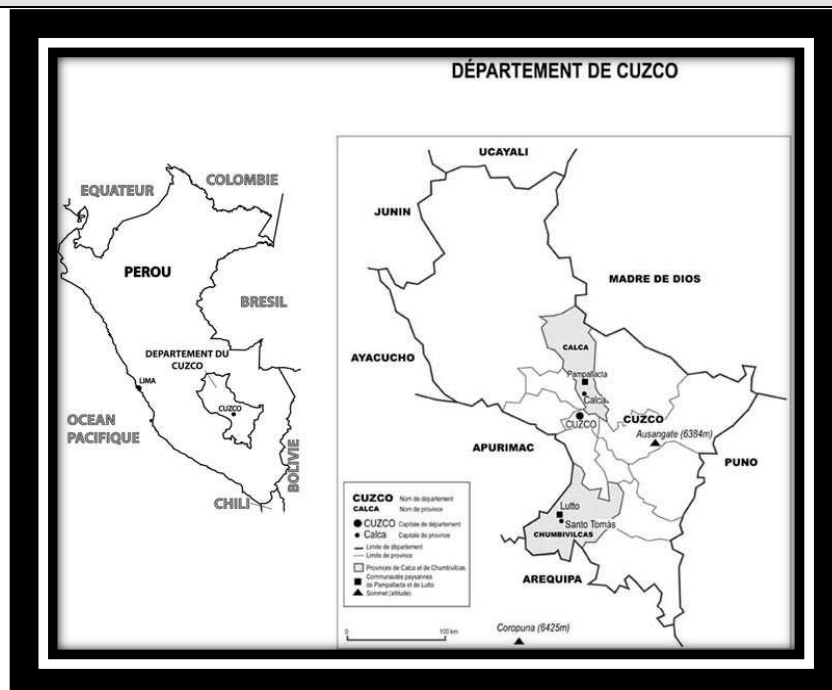 DÉPARTEMENT DE CUZCO
EQUATEUR
COLOMBIE
PEROU
BRESIL
DEPARTEMENT DU
CUZCO
LIMA
CUZCO
OCEAN
PACIFIQUE
BOLIVIE
CHILI
UCAYALI
JUNIN
MADRE DE DIOS
CALCA
AYACUCHO
Pampallacta
Calca
CUZCO
CUZCO
Ausangate (6384m)
APURIMAC
PUNO
Lutto
Santo Tomás
CHUMBIVILCAS
AREQUIPA
CUZCO Nom de département
CALCA Nom de province
CUZCO Capitale de département
Calca Capitale de province
Limite de département
Limite de province
Provinces de Calca et de Chumbivilcas
Communautés paysannes
de Pampallacta et de Lutto
Sommet (altitude)
0 100 km
Coropuna (6425m)